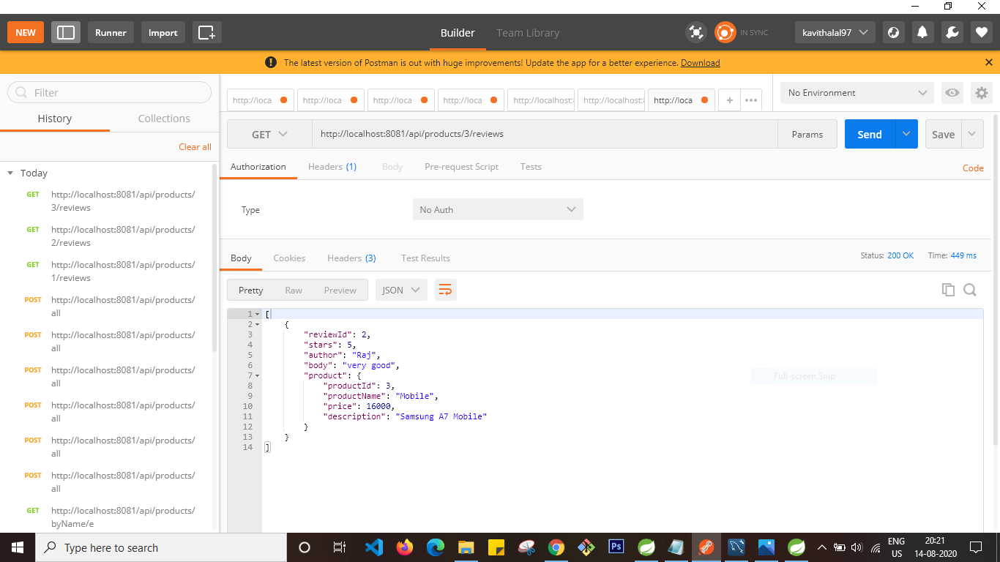 NEW
Runner
Import
Builder
Team Library
IN SYNC
kavithalal97
! The latest version of Postman is out with huge improvements! Update the app for a better experience. Download
Filter
History
Collections
Clear all
Today
GET http://localhost:8081/api/products/
3/reviews
GET http://localhost:8081/api/products/
2/reviews
GET http://localhost:8081/api/products/
1/reviews
POST http://localhost:8081/api/products/
all
POST http://localhost:8081/api/products/
all
POST http://localhost:8081/api/products/
all
POST http://localhost:8081/api/products/
all
POST http://localhost:8081/api/products/
all
POST http://localhost:8081/api/products/
all
GET http://localhost:8081/api/products/
byName/e
http://loca
http://loca
http://loca
http://loca
http://localhost:8
http://localhost:8
http://loca
No Environment
GET
http://localhost:8081/api/products/3/reviews
Params
Send
Save
Authorization
Headers (1)
Body
Pre-request Script
Tests
Code
Type
No Auth
Body
Cookies
Headers (3)
Test Results
Status: 200 OK
Time: 449 ms
Pretty
Raw
Preview
JSON
1 [
2 {
3 "reviewId": 2,
4 "stars": 5,
5 "author": "Raj",
6 "body": "very good",
7 "product": {
8 "productId": 3,
9 "productName": "Mobile",
10 "price": 16000,
11 "description": "Samsung A7 Mobile"
12 }
13 }
14 ]
Full-screen Snip
Type here to search
Ps
ENG
US
20:21
14-08-2020